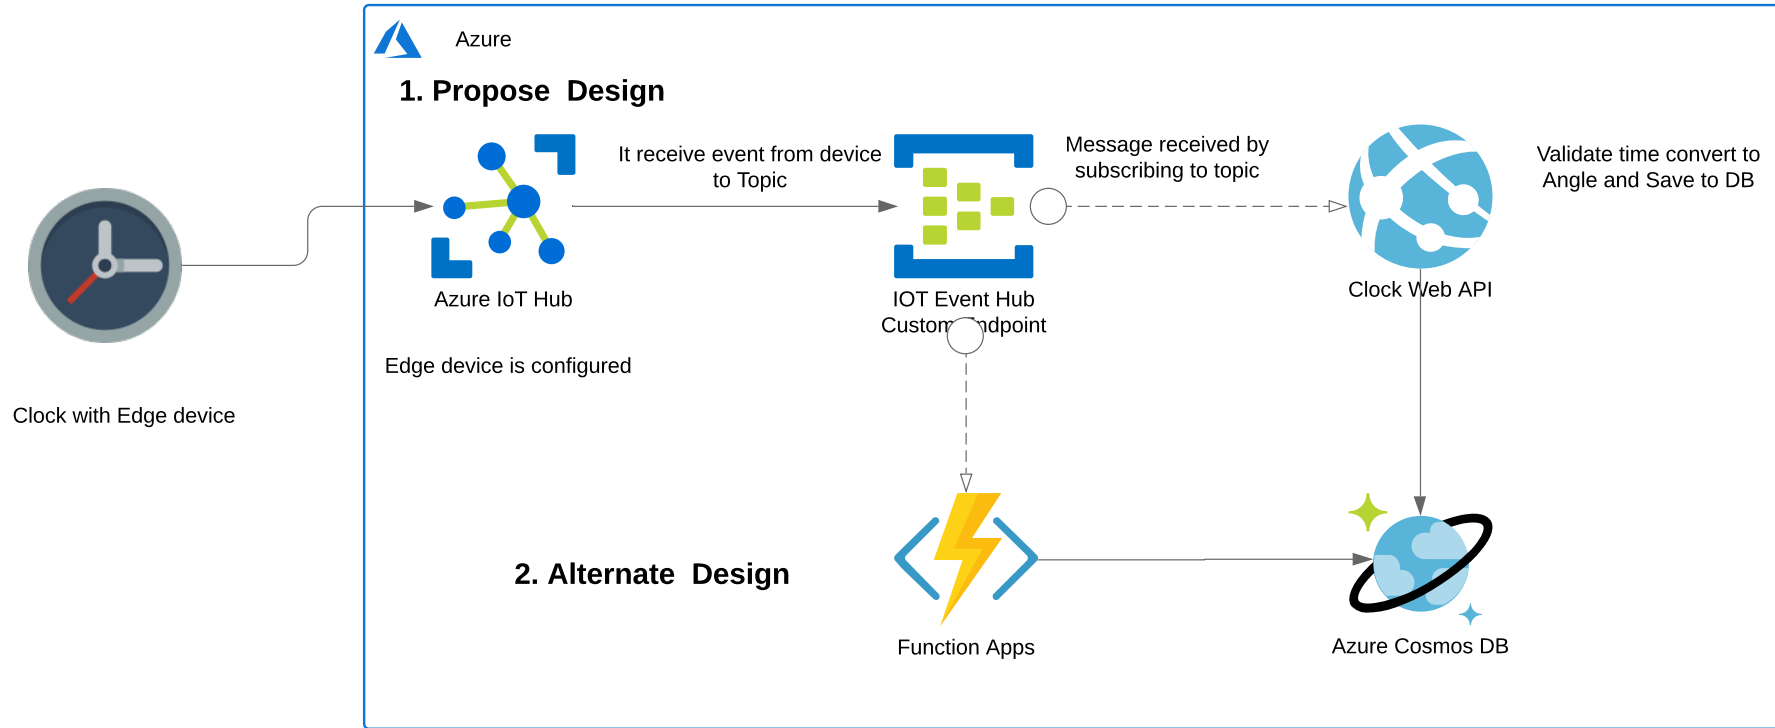 Azure
1. Propose  Design
It receive event from device
to Topic
Message received by
subscribing to topic
Validate time convert to
Angle and Save to DB
Azure IoT Hub
IOT Event Hub
Custom Endpoint
Clock Web API
Edge device is configured
Clock with Edge device
2. Alternate  Design
Function Apps
Azure Cosmos DB